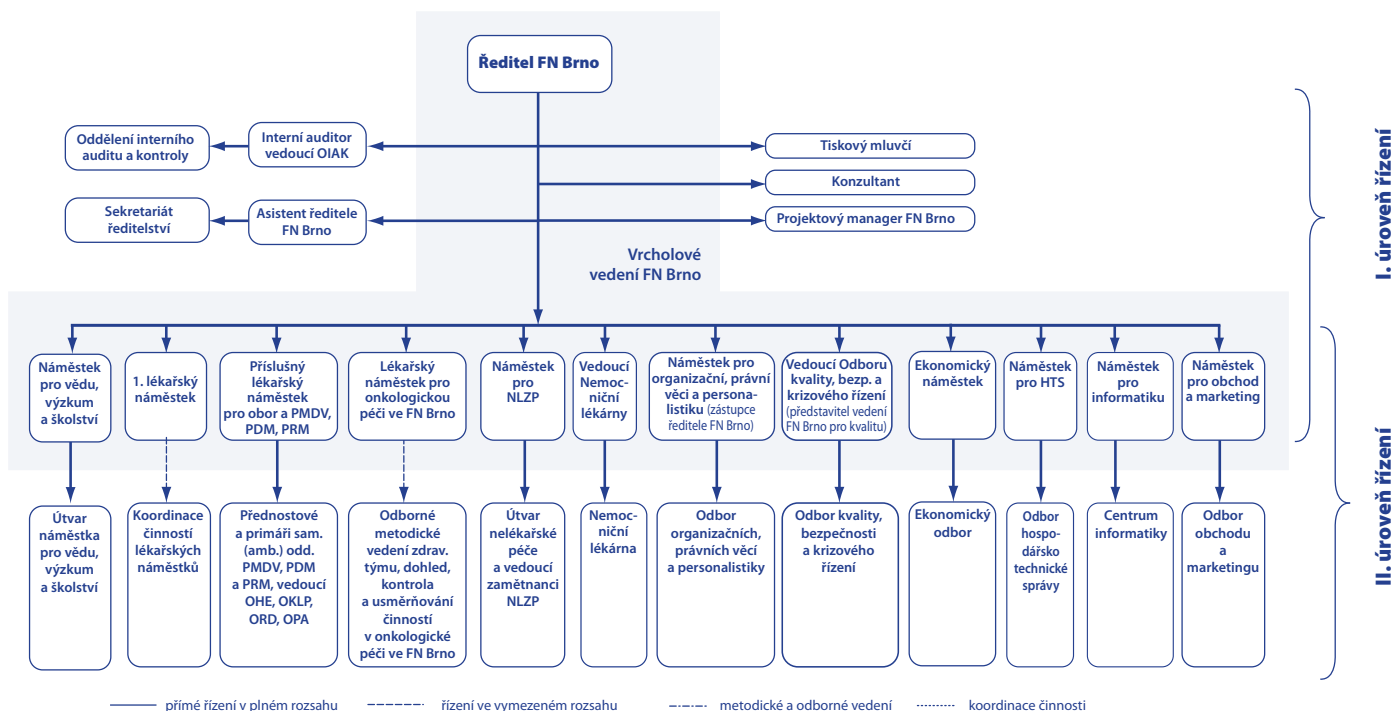 Ředitel FN Brno
Oddělení interního
auditu a kontroly
Interní auditor
vedoucí OIAK
Tiskový mluvčí
Konzultant
Sekretariát
ředitelství
Asistent ředitele
FN Brno
Projektový manager FN Brno
Vrcholové
vedení FN Brno
I. úroveň řízení
Náměstek
pro vědu,
výzkum
a školství
1. lékařský
náměstek
Příslušný
lékařský
náměstek
pro obor a PMDV,
PDM, PRM
Lékařský
náměstek pro
onkologickou
péči ve FN Brno
Náměstek
pro
NLZP
Vedoucí
Nemoc-
niční
lékárny
Náměstek pro
organizační, právní
věci a persona-
listiku (zástupce
ředitele FN Brno)
Vedoucí Odboru
kvality, bezp. a
krizového řízení
(představitel vedení
FN Brno pro kvalitu)
Ekonomický
náměstek
Náměstek
pro HTS
Náměstek
pro
informatiku
Náměstek
pro obchod
a marketing
Útvar
náměstka
pro vědu,
výzkum
a školství
Koordinace
činností
lékařských
náměstků
Přednostové
a primáři sam.
(amb.) odd.
PMDV, PDM
a PRM, vedoucí
OHE, OKLP,
ORD, OPA
Odborné
metodické
vedení zdrav.
týmu, dohled,
kontrola
a usměrňování
činností
v onkologické
péči ve FN Brno
Útvar
nelékařské
péče
a vedoucí
zamětnanci
NLZP
Nemoc-
niční
lékárna
Odbor
organizačních,
právních věcí
a personalistiky
Odbor kvality,
bezpečnosti
a krizového
řízení
Ekonomický
odbor
Odbor
hospo-
dářsko
technické
správy
Centrum
informatiky
Odbor
obchodu
a
marketingu
II. úroveň řízení
přímé řízení v plném rozsahu
řízení ve vymezeném rozsahu
metodické a odborné vedení
koordinace činnosti